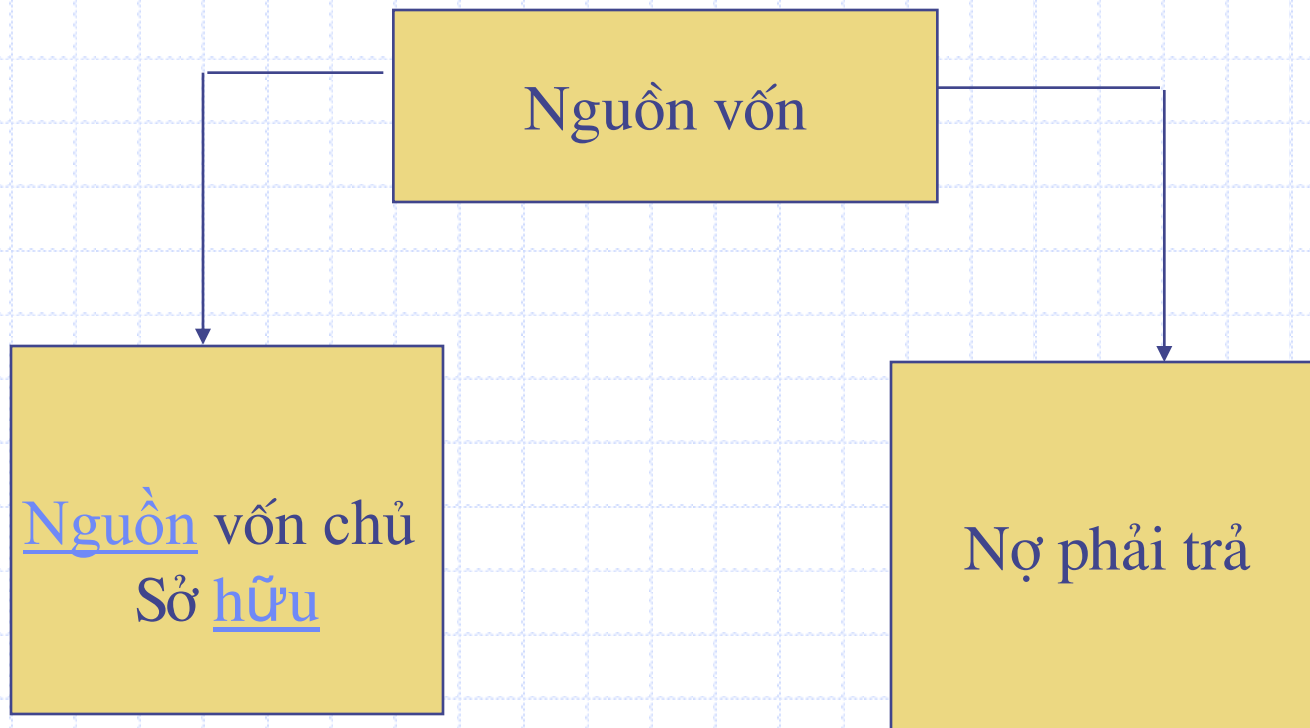 Nguồn vốn
Nguồn vốn chủ
Sở hữu
Nợ phải trả